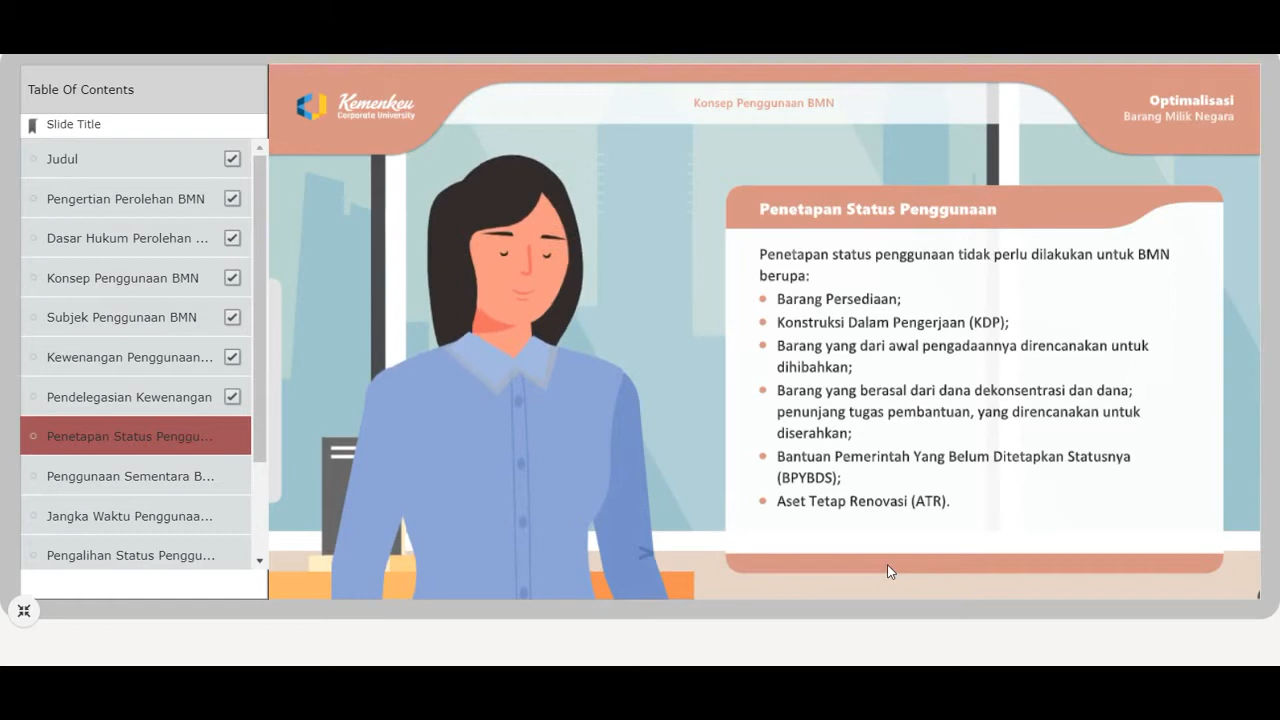 Table Of Contents
Slide Title
Judul
Pengertian Perolehan BMN
Dasar Hukum Perolehan ...
Konsep Penggunaan BMN
Subjek Penggunaan BMN
Kewenangan Penggunaan...
Pendelegasian Kewenangan
Penetapan Status Penggu...
Penggunaan Sementara B...
Jangka Waktu Penggunaa...
Pengalihan Status Penggu...
Kemenkeu
Corporate University
Konsep Penggunaan BMN
Optimalisasi
Barang Milik Negara
Penetapan Status Penggunaan
Penetapan status penggunaan tidak perlu dilakukan untuk BMN
berupa:
Barang Persediaan;
Konstruksi Dalam Pengerjaan (KDP);
Barang yang dari awal pengadaannya direncanakan untuk
dihibahkan;
Barang yang berasal dari dana dekonsentrasi dan dana;
penunjang tugas pembantuan, yang direncanakan untuk
diserahkan;
Bantuan Pemerintah Yang Belum Ditetapkan Statusnya
(BPYBDS);
Aset Tetap Renovasi (ATR).